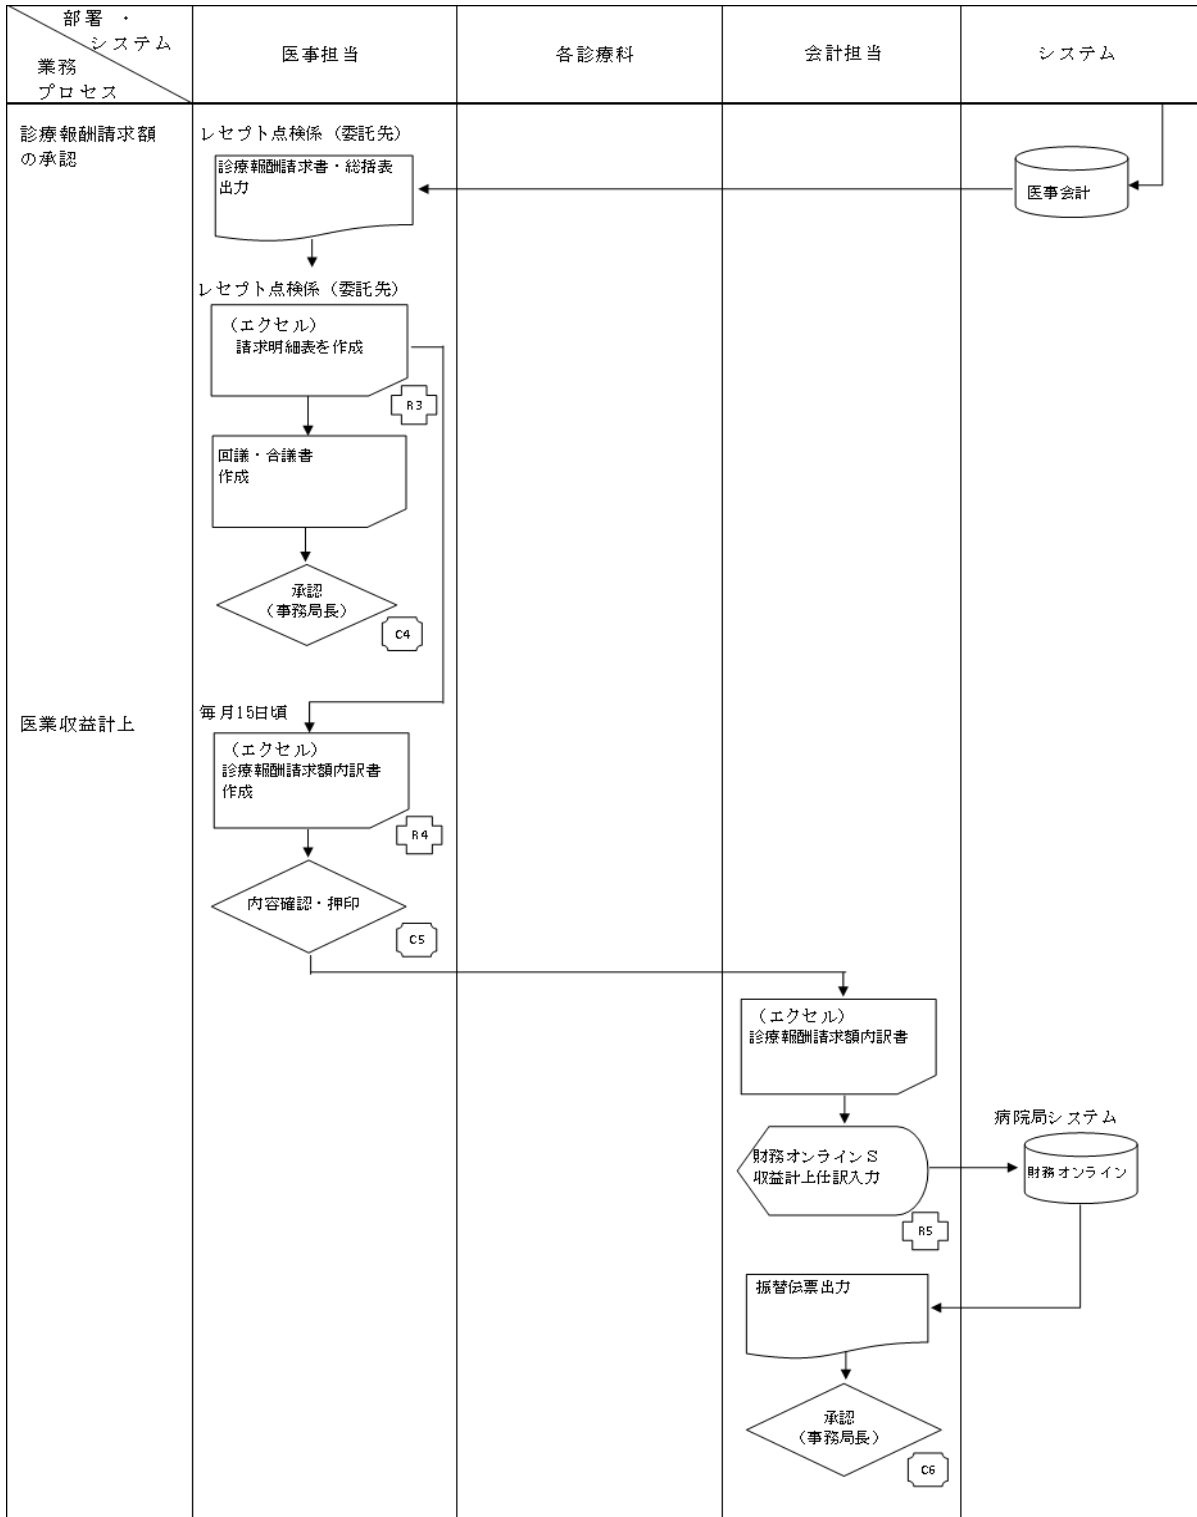 部署・
システム
業務
プロセス
医事担当
各診療科
会計担当
システム
診療報酬請求額
の承認
レセプト点検係（委託先）
診療報酬請求書・総括表
出力
医事会計
レセプト点検係（委託先）
（エクセル）
請求明細表を作成
R3
回議・合議書
作成
承認
（事務局長）
C4
医業収益計上
毎月15日頃
（エクセル）
診療報酬請求額内訳書
作成
R4
内容確認・押印
C5
（エクセル）
診療報酬請求額内訳書
病院局システム
財務オンラインＳ
収益計上仕訳入力
財務オンライン
R5
振替伝票出力
承認
（事務局長）
C6